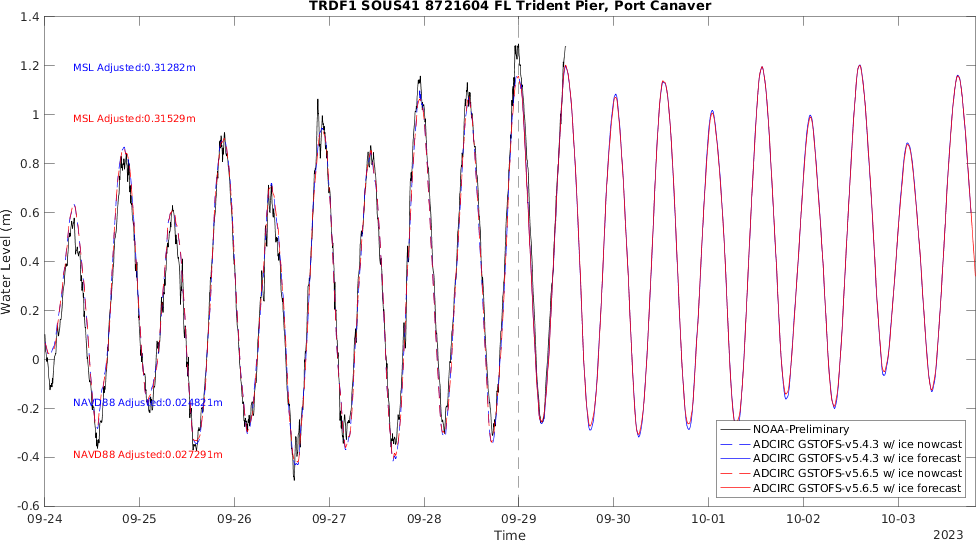 TRDF1 SOUS41 8721604 FL Trident Pier, Port Canaver
1.4
1.2
1
0.8
0.6
0.4
0.2
0
-0.2
-0.4
-0.6
Water Level (m)
MSL Adjusted:0.31282m
MSL Adjusted:0.31529m
NAVD88 Adjusted:0.024821m
NAVD88 Adjusted:0.027291m
NOAA-Preliminary
ADCIRC GSTOFS-v5.4.3 w/ ice nowcast
ADCIRC GSTOFS-v5.4.3 w/ ice forecast
ADCIRC GSTOFS-v5.6.5 w/ ice nowcast
ADCIRC GSTOFS-v5.6.5 w/ ice forecast
09-24 09-25 09-26 09-27 09-28 09-29 09-30 10-01 10-02 10-03
Time
2023